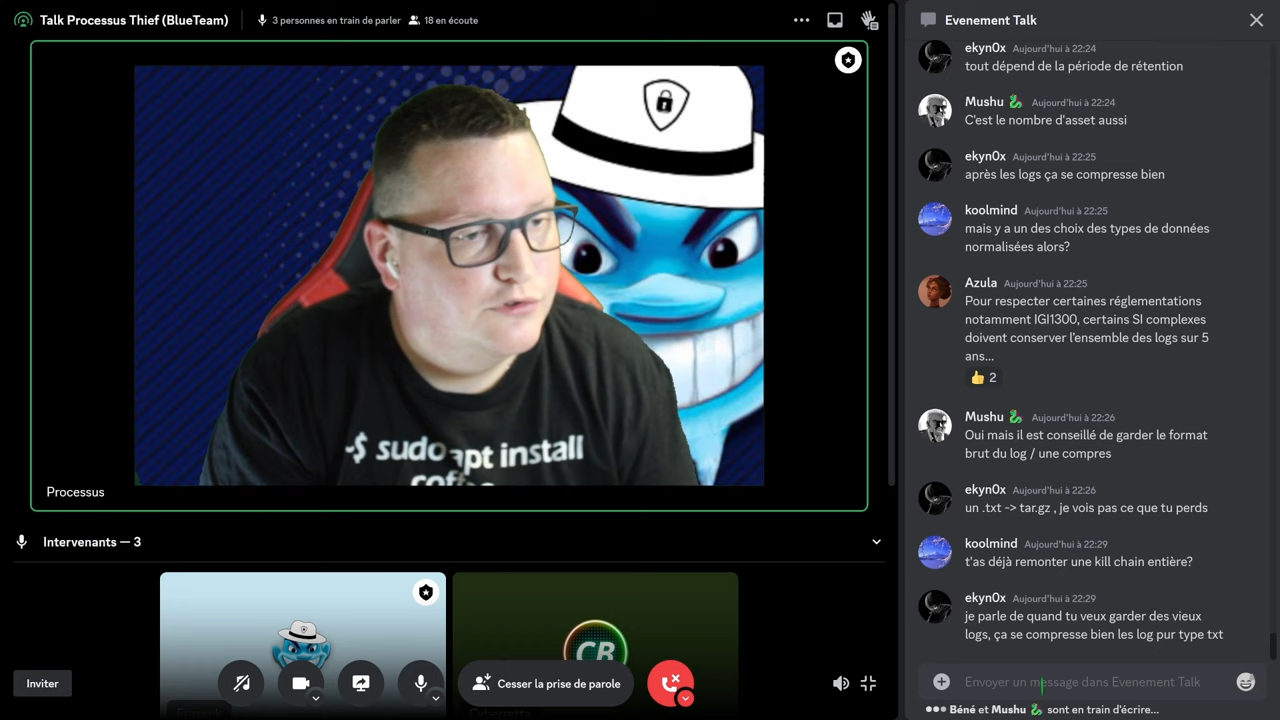 Talk Processus Thief (BlueTeam)
3 personnes en train de parler
18 en écoute
Processus
-$ sudo apt install
Intervenants — 3
CB
Inviter
Cesser la prise de parole
Evenement Talk
ekyn0x Aujourd'hui à 22:24
tout dépend de la période de rétention
Mushu 🐉 Aujourd'hui à 22:24
C'est le nombre d'asset aussi
ekyn0x Aujourd'hui à 22:25
après les logs ça se compresse bien
koolmind Aujourd'hui à 22:25
mais y a un des choix des types de données
normalisées alors?
Azula Aujourd'hui à 22:25
Pour respecter certaines réglementations
notamment IGI1300, certains SI complexes
doivent conserver l'ensemble des logs sur 5
ans...
👍 2
Mushu 🐉 Aujourd'hui à 22:26
Oui mais il est conseillé de garder le format
brut du log / une compres
ekyn0x Aujourd'hui à 22:26
un .txt -> tar.gz , je vois pas ce que tu perds
koolmind Aujourd'hui à 22:29
t'as déjà remonter une kill chain entière?
ekyn0x Aujourd'hui à 22:29
je parle de quand tu veux garder des vieux
logs, ça se compresse bien les log pur type txt
Envoyer un message dans Evenement Talk
Béné et Mushu 🐉 sont en train d'écrire...